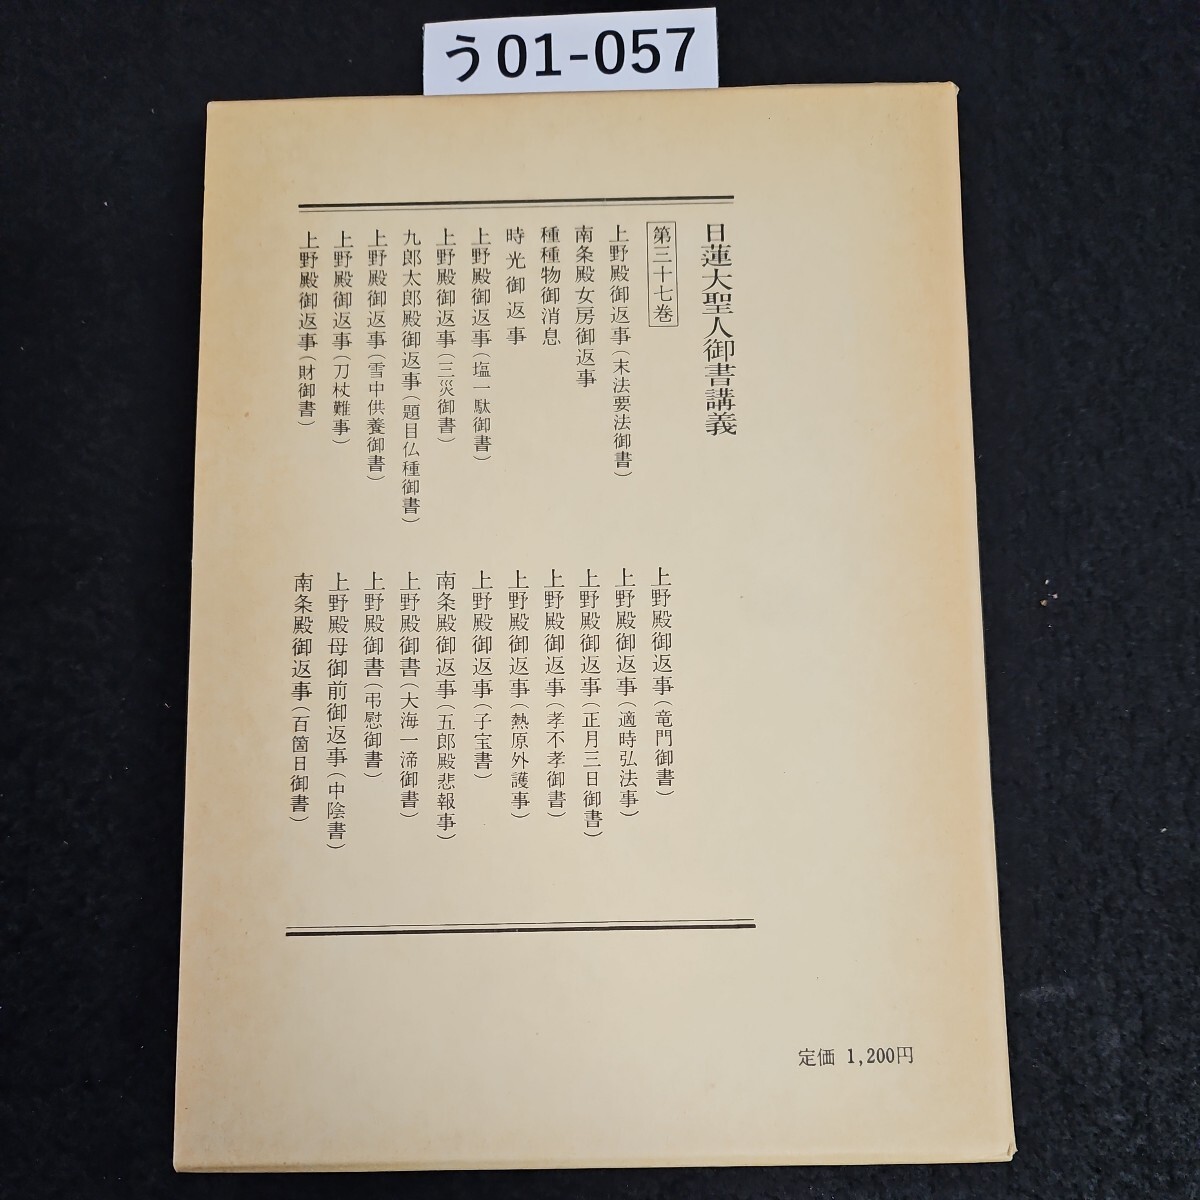 う01-057
日蓮大聖人御書講義
第三十七巻
上野殿御返事(末法要法御書)
南条殿女房御返事
種種物御消息
時光御返事
上野殿御返事(塩一駄御書)
上野殿御返事(三災御書)
九郎太郎殿御返事(題目仏種御書)
上野殿御返事(雪中供養御書)
上野殿御返事(刀杖難事)
上野殿御返事(財御書)
上野殿御返事(竜門御書)
上野殿御返事(適時弘法事)
上野殿御返事(正月三日御書)
上野殿御返事(孝不孝御書)
上野殿御返事(熱原外護事)
上野殿御返事(子宝書)
南条殿御返事(五郎殿悲報事)
上野殿御書(大海一渧御書)
上野殿御書(弔慰御書)
上野殿母御前御返事(中陰書)
南条殿御返事(百箇日御書)
定価 1,200円